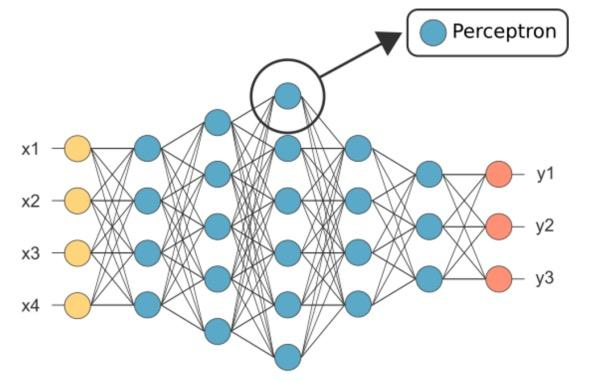 Perceptron
x1
x2
x3
x4
y1
y2
y3